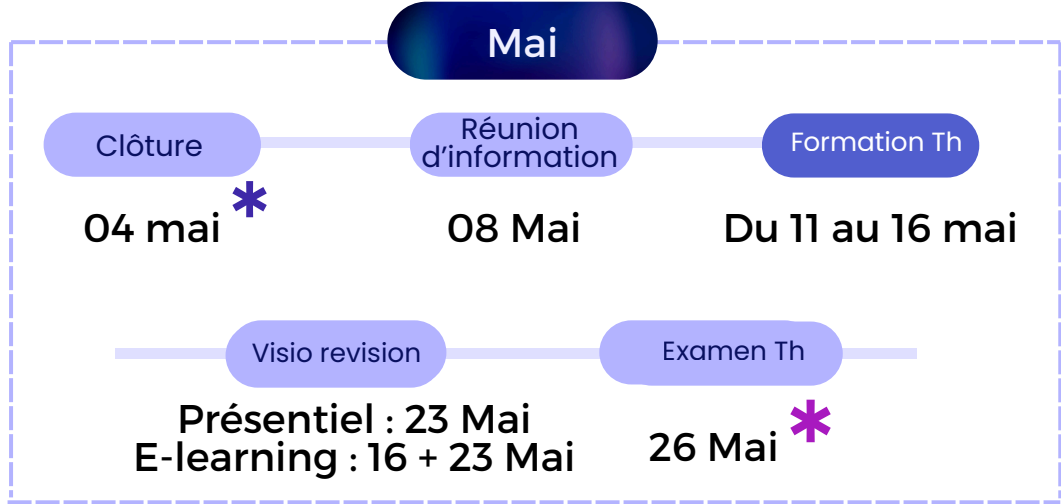 Mai
Clôture
Réunion
d'information
Formation Th
04 mai *
08 Mai
Du 11 au 16 mai
Visio revision
Examen Th
Présentiel : 23 Mai
E-learning : 16 + 23 Mai
26 Mai *